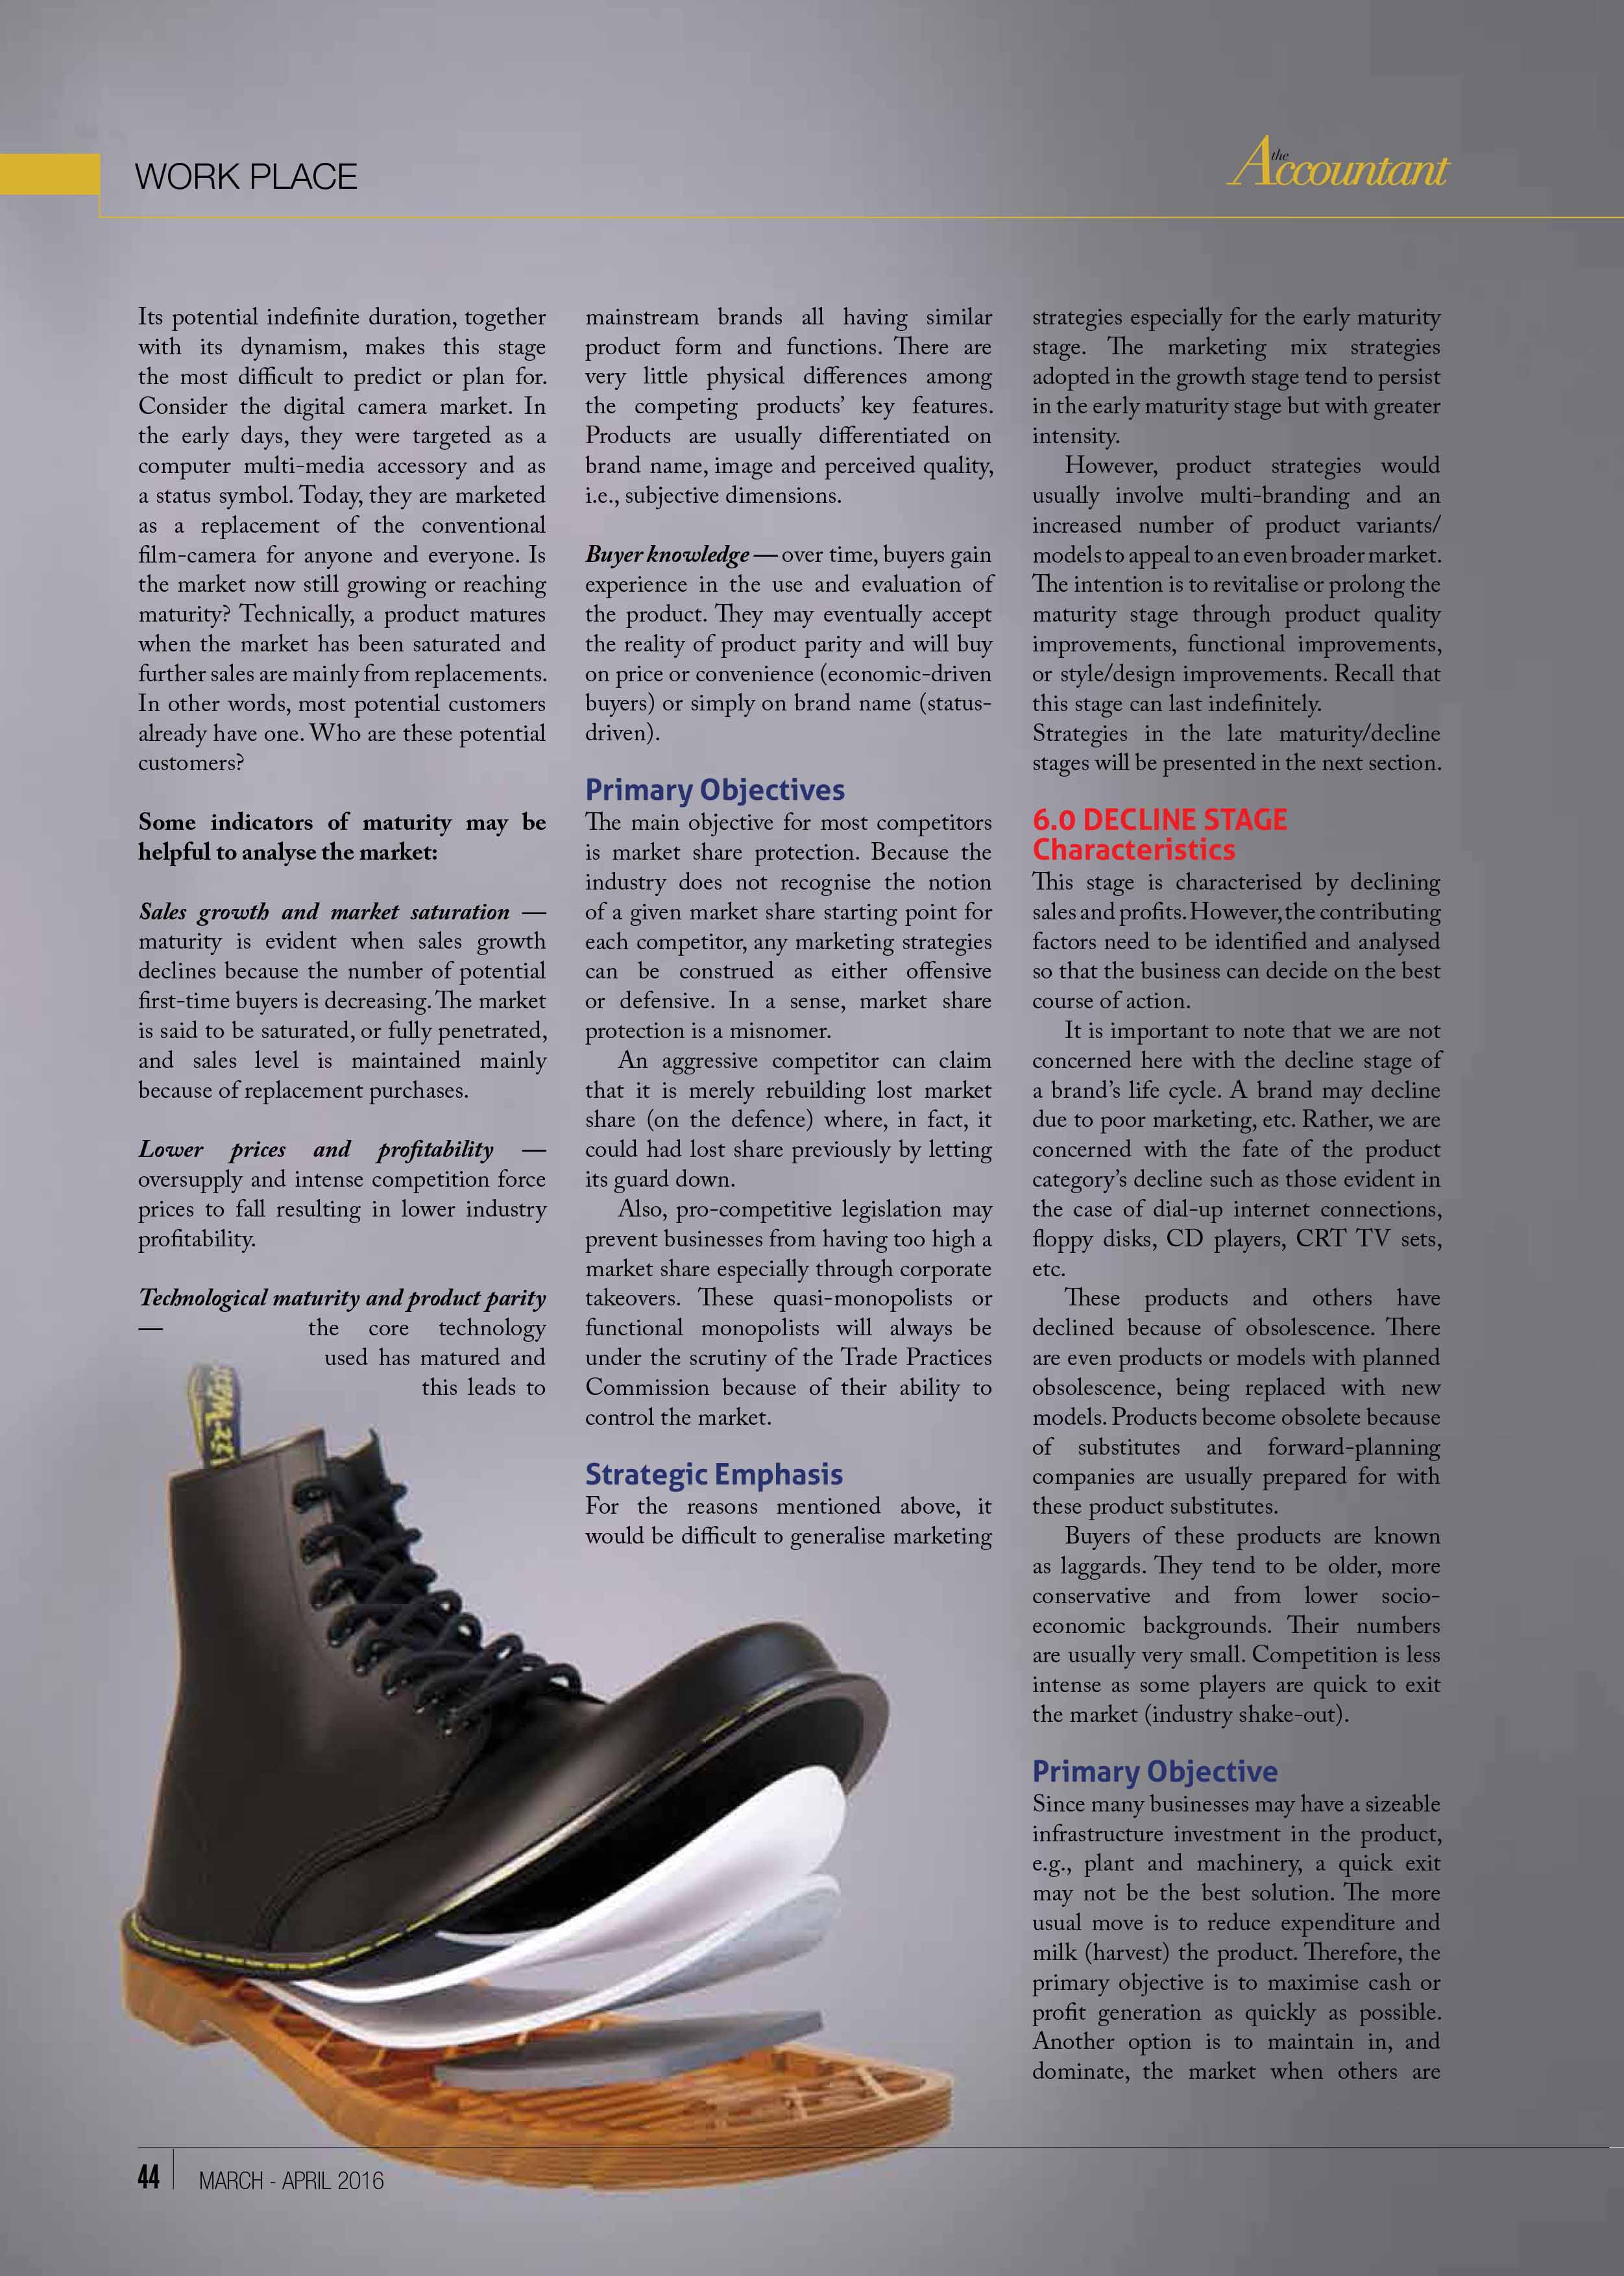 WORK PLACE
the Accountant
Its potential indefinite duration, together
with its dynamism, makes this stage
the most difficult to predict or plan for.
Consider the digital camera market. In
the early days, they were targeted as a
computer multi-media accessory and as
a status symbol. Today, they are marketed
as a replacement of the conventional
film-camera for anyone and everyone. Is
the market now still growing or reaching
maturity? Technically, a product matures
when the market has been saturated and
further sales are mainly from replacements.
In other words, most potential customers
already have one. Who are these potential
customers?
Some indicators of maturity may be
helpful to analyse the market:
Sales growth and market saturation —
maturity is evident when sales growth
declines because the number of potential
first-time buyers is decreasing. The market
is said to be saturated, or fully penetrated,
and sales level is maintained mainly
because of replacement purchases.
Lower prices and profitability —
oversupply and intense competition force
prices to fall resulting in lower industry
profitability.
Technological maturity and product parity
— the core technology
used has matured and
this leads to
mainstream brands all having similar
product form and functions. There are
very little physical differences among
the competing products' key features.
Products are usually differentiated on
brand name, image and perceived quality,
i.e., subjective dimensions.
Buyer knowledge — over time, buyers gain
experience in the use and evaluation of
the product. They may eventually accept
the reality of product parity and will buy
on price or convenience (economic-driven
buyers) or simply on brand name (status-
driven).
Primary Objectives
The main objective for most competitors
is market share protection. Because the
industry does not recognise the notion
of a given market share starting point for
each competitor, any marketing strategies
can be construed as either offensive
or defensive. In a sense, market share
protection is a misnomer.
An aggressive competitor can claim
that it is merely rebuilding lost market
share (on the defence) where, in fact, it
could had lost share previously by letting
its guard down.
Also, pro-competitive legislation may
prevent businesses from having too high a
market share especially through corporate
takeovers. These quasi-monopolists or
functional monopolists will always be
under the scrutiny of the Trade Practices
Commission because of their ability to
control the market.
Strategic Emphasis
For the reasons mentioned above, it
would be difficult to generalise marketing
strategies especially for the early maturity
stage. The marketing mix strategies
adopted in the growth stage tend to persist
in the early maturity stage but with greater
intensity.
However, product strategies would
usually involve multi-branding and an
increased number of product variants/
models to appeal to an even broader market.
The intention is to revitalise or prolong the
maturity stage through product quality
improvements, functional improvements,
or style/design improvements. Recall that
this stage can last indefinitely.
Strategies in the late maturity/decline
stages will be presented in the next section.
6.0 DECLINE STAGE
Characteristics
This stage is characterised by declining
sales and profits. However, the contributing
factors need to be identified and analysed
so that the business can decide on the best
course of action.
It is important to note that we are not
concerned here with the decline stage of
a brand's life cycle. A brand may decline
due to poor marketing, etc. Rather, we are
concerned with the fate of the product
category's decline such as those evident in
the case of dial-up internet connections,
floppy disks, CD players, CRT TV sets,
etc.
These products and others have
declined because of obsolescence. There
are even products or models with planned
obsolescence, being replaced with new
models. Products become obsolete because
of substitutes and forward-planning
companies are usually prepared for with
these product substitutes.
Buyers of these products are known
as laggards. They tend to be older, more
conservative and from lower socio-
economic backgrounds. Their numbers
are usually very small. Competition is less
intense as some players are quick to exit
the market (industry shake-out).
Primary Objective
Since many businesses may have a sizeable
infrastructure investment in the product,
e.g., plant and machinery, a quick exit
may not be the best solution. The more
usual move is to reduce expenditure and
milk (harvest) the product. Therefore, the
primary objective is to maximise cash or
profit generation as quickly as possible.
Another option is to maintain in, and
dominate, the market when others are
44
MARCH - APRIL 2016